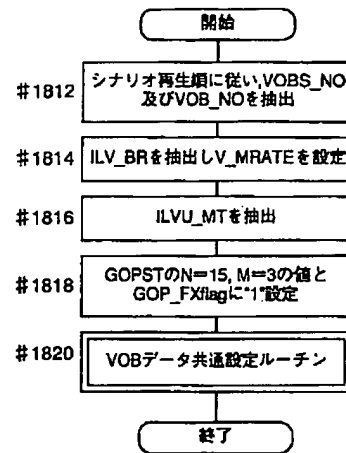 開始
#1812
シナリオ再生順に従い,VOBS_NO
及びVOB_NOを抽出
#1814
ILV_BRを抽出しV_MRATEを設定
#1816
ILVU_MTを抽出
#1818
GOPSTのN=15, M=3の値と
GOP_FXflagに"1"設定
#1820
VOBデータ共通設定ルーチン
終了